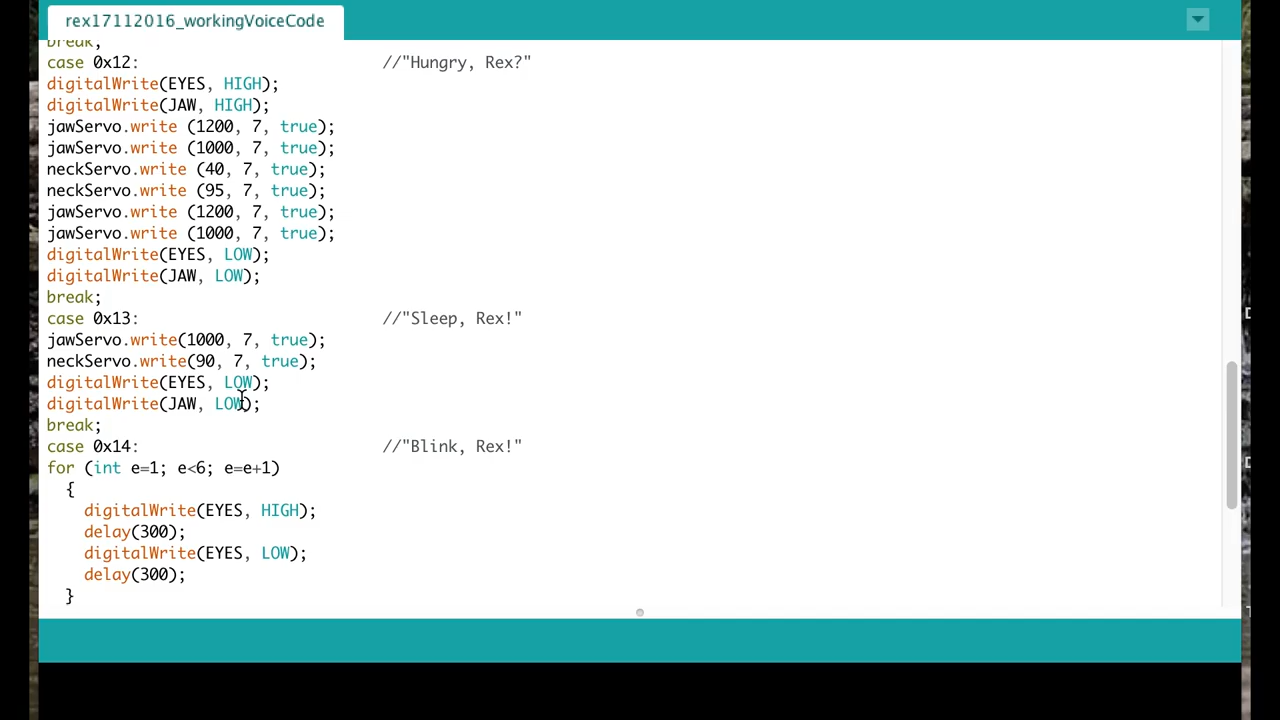 rex17112016_workingVoiceCode
break;
case 0x12: //"Hungry, Rex?"
digitalWrite(EYES, HIGH);
digitalWrite(JAW, HIGH);
jawServo.write (1200, 7, true);
jawServo.write (1000, 7, true);
neckServo.write (40, 7, true);
neckServo.write (95, 7, true);
jawServo.write (1200, 7, true);
jawServo.write (1000, 7, true);
digitalWrite(EYES, LOW);
digitalWrite(JAW, LOW);
break;
case 0x13: //"Sleep, Rex!"
jawServo.write(1000, 7, true);
neckServo.write(90, 7, true);
digitalWrite(EYES, LOW);
digitalWrite(JAW, LOW);
break;
case 0x14: //"Blink, Rex!"
for (int e=1; e<6; e=e+1)
{
digitalWrite(EYES, HIGH);
delay(300);
digitalWrite(EYES, LOW);
delay(300);
}